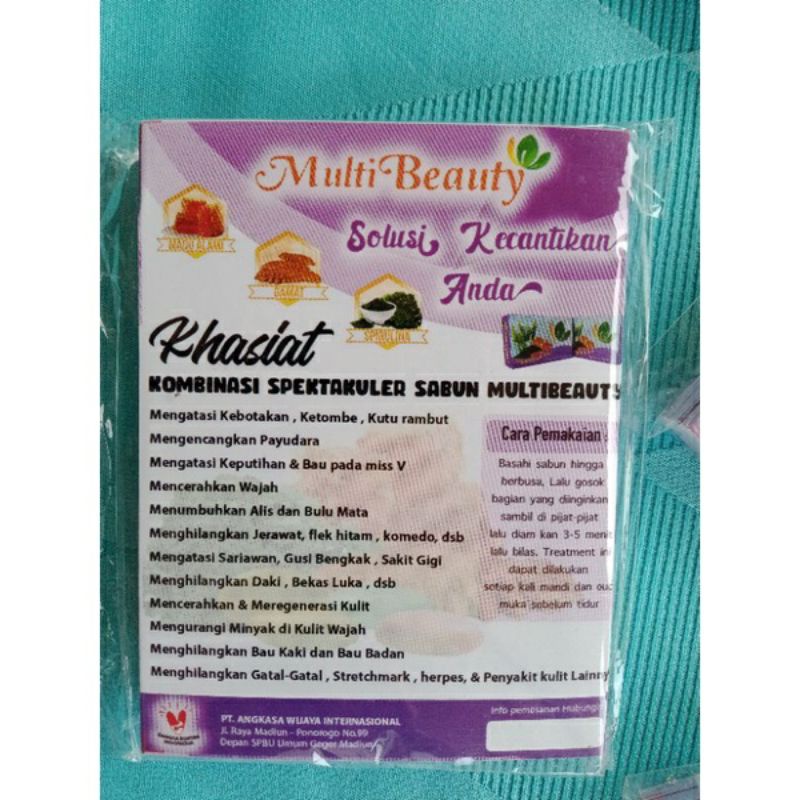 MultiBeauty
Solusi Kecantikan
Anda
MADU ALAMI
GAMAT
SPIRULINA
Khasiat
KOMBINASI SPEKTAKULER SABUN MULTIBEAUTY
Mengatasi Kebotakan , Ketombe , Kutu rambut
Mengencangkan Payudara
Mengatasi Keputihan & Bau pada miss V
Mencerahkan Wajah
Menumbuhkan Alis dan Bulu Mata
Menghilangkan Jerawat, flek hitam , komedo, dsb
Mengatasi Sariawan, Gusi Bengkak , Sakit Gigi
Menghilangkan Daki , Bekas Luka , dsb
Mencerahkan & Meregenerasi Kulit
Mengurangi Minyak di Kulit Wajah
Menghilangkan Bau Kaki dan Bau Badan
Menghilangkan Gatal-Gatal , Stretchmark , herpes, & Penyakit kulit Lainny
Cara Pemakaian :
Basahi sabun hingga
berbusa, Lalu gosok
bagian yang diinginkan
sambil di pijat-pijat
lalu diam kan 3-5 menit
lalu bilas. Treatment ini
dapat dilakukan
setiap kali mandi dan cuc
muka sebelum tidur
PT. ANGKASA WIJAYA INTERNASIONAL
Jl. Raya Madiun - Ponorogo No.99
Depan SPBU Umum Geger Madiun
Info pemesanan Hubungi